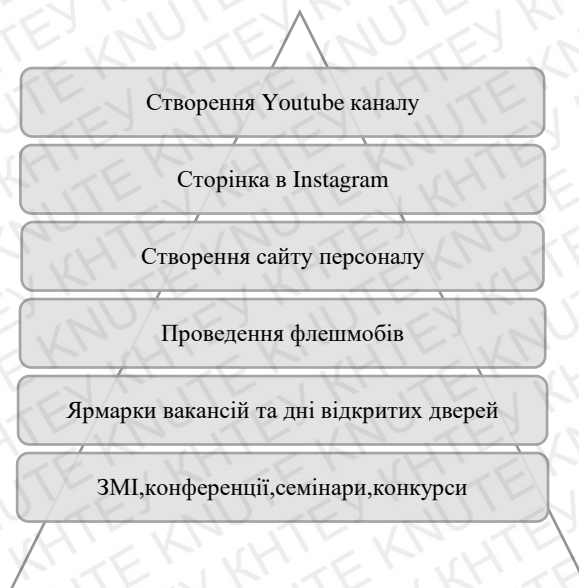 Створення Youtube каналу
Сторінка в Instagram
Створення сайту персоналу
Проведення флешмобів
Ярмарки вакансій та дні відкритих дверей
ЗМІ,конференції,семінари,конкурси